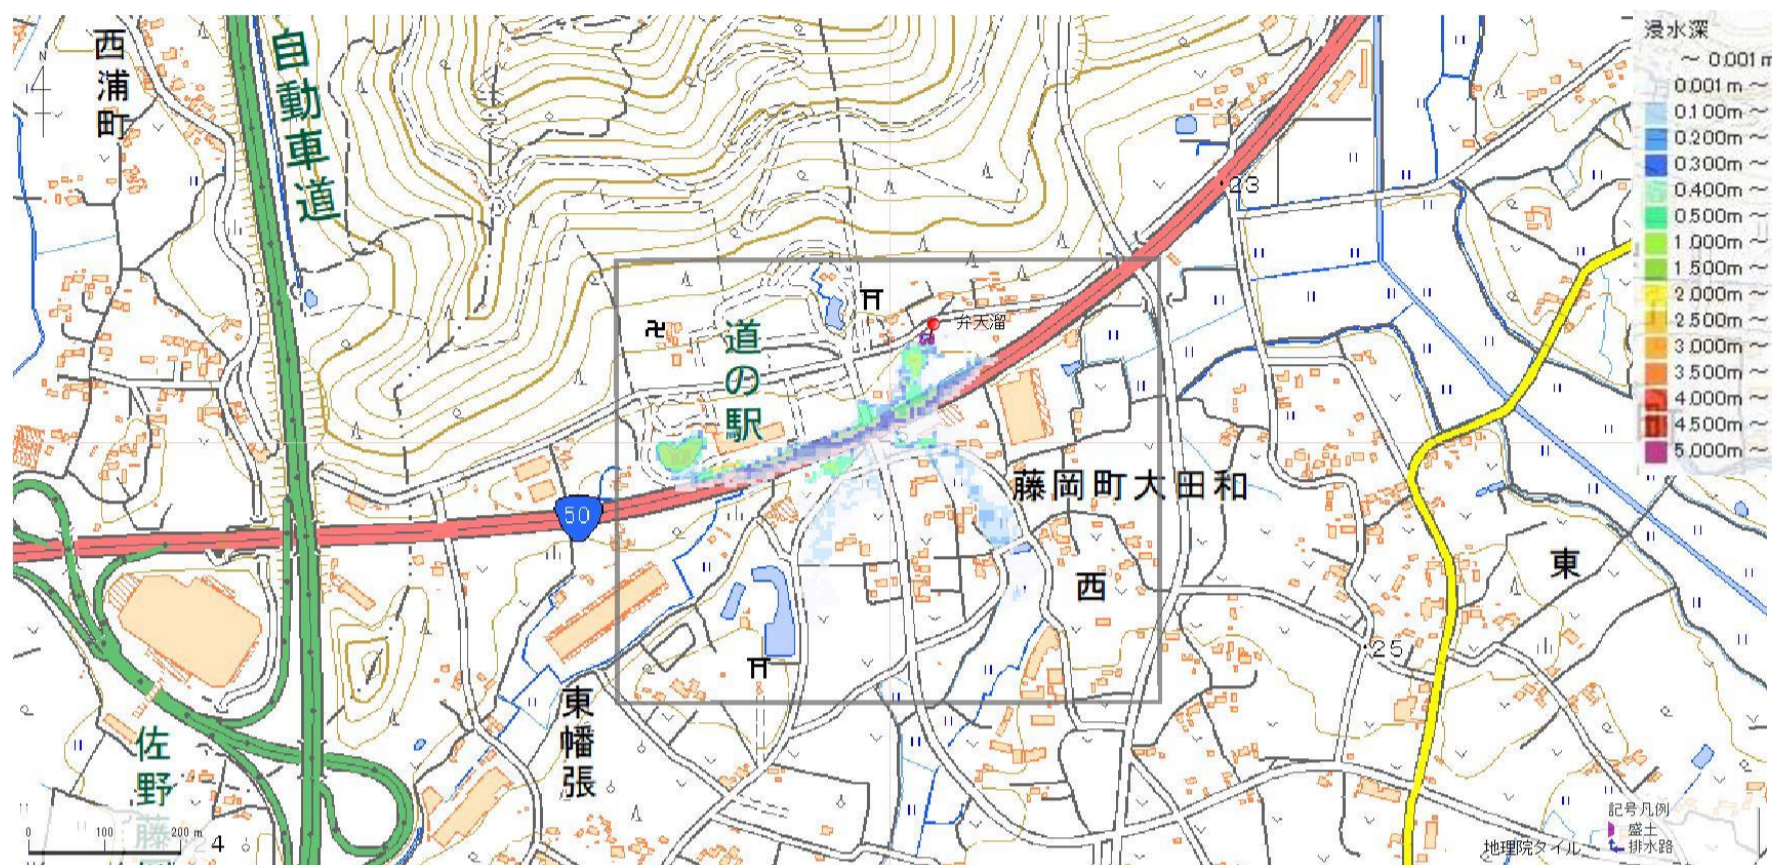 西浦町
自動車道
N
浸水深
～ 0.001 m
0.001 m ～
0.100m ～
0.200m ～
0.300m ～
0.400m ～
0.500m ～
1.000m ～
1.500m ～
2.000m ～
2.500m ～
3.000m ～
3.500m ～
4.000m ～
4.500m ～
5.000m ～
23
弁天溜
道の駅
藤岡町大田和
50
西
東
25
東幡張
佐野藤岡
24
0 100 200 m
記号凡例
盛土
排水路
地理院タイル